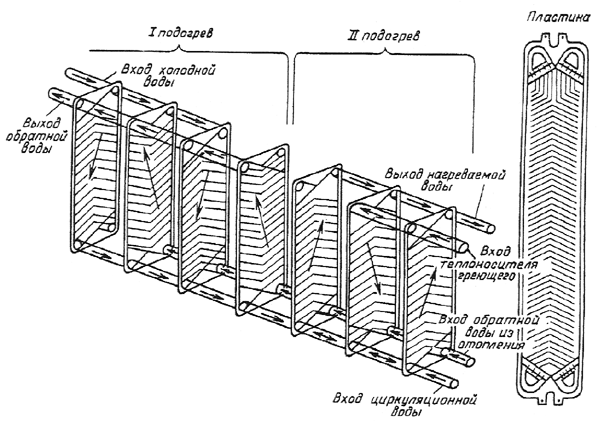 I подогрев
II подогрев
Пластина
Вход холодной
воды
Выход
обратной
воды
Выход нагреваемой
воды
Вход
теплоносителя
греющего
Вход обратной
воды из
отопления
Вход циркуляционной
воды